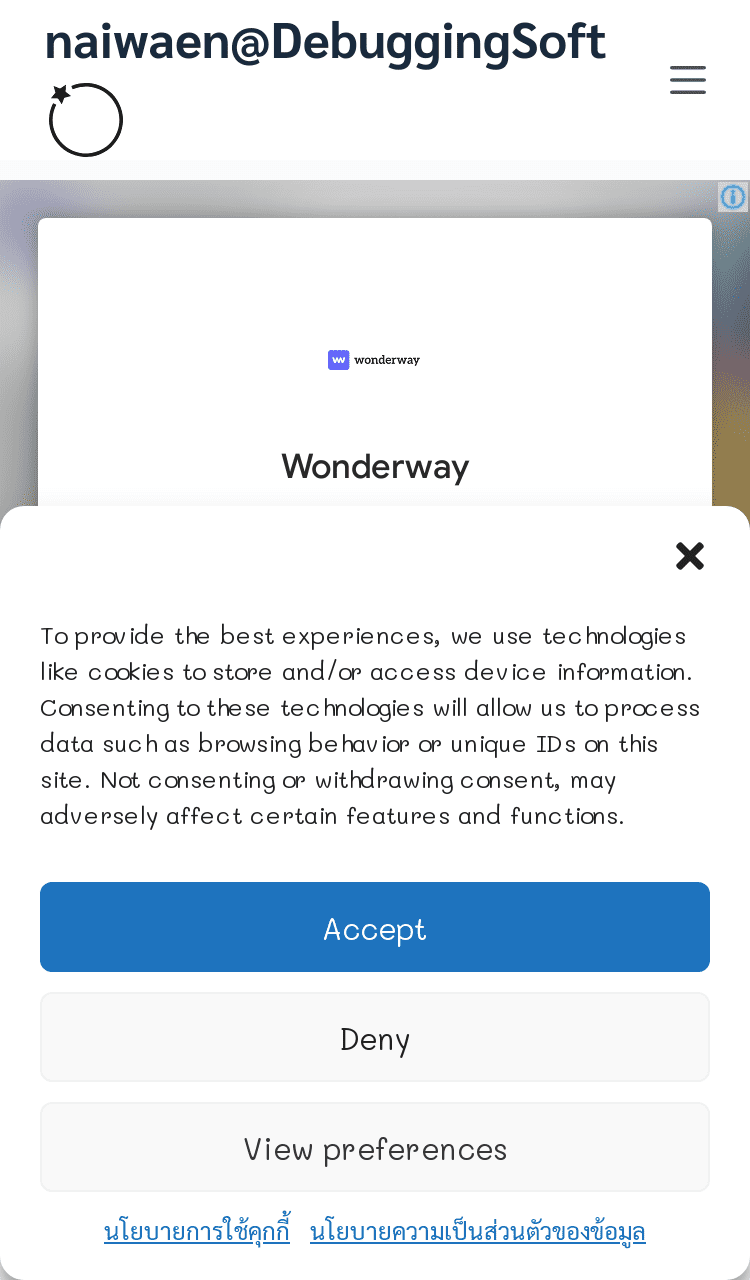 naiwaen@DebuggingSoft
wonderway
Wonderway
To provide the best experiences, we use technologies
like cookies to store and/or access device information.
Consenting to these technologies will allow us to process
data such as browsing behavior or unique IDs on this
site. Not consenting or withdrawing consent, may
adversely affect certain features and functions.
Accept
Deny
View preferences
นโยบายการใช้คุกกี้ นโยบายความเป็นส่วนตัวของข้อมูล